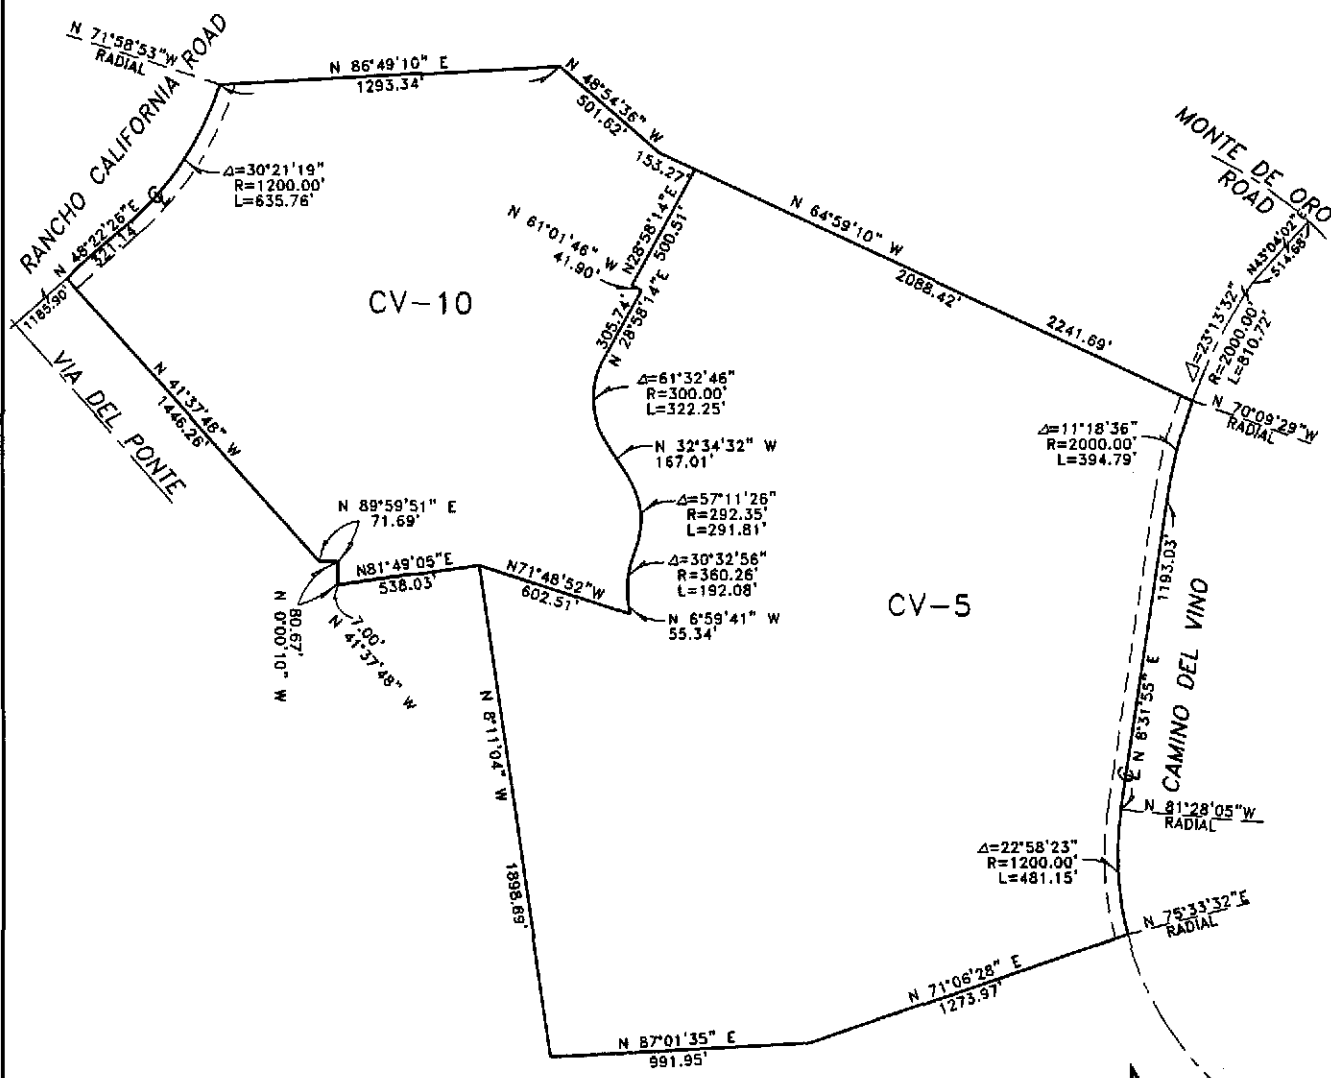 N 71°58'53"W
RADIAL
RANCHO CALIFORNIA ROAD
N 86°49'10" E
1293.34'
N 48°54'36" W
501.62'
153.27'
Δ=30°21'19"
R=1200.00'
L=635.76'
N 48°22'26"E
321.14
1185.90'
VIA DEL PONTE
N 41°37'48" W
1446.26'
N 61°01'46" W
41.90'
N28°58'14"E
500.51'
CV-10
305.74'
N 28°58'14"E
N 64°59'10" W
2088.42'
2241.69'
MONTE DE ORO
ROAD
N43°04'02"E
514.68'
Δ=23°13'32"
R=2000.00'
L=810.72'
N 70°09'29"W
RADIAL
Δ=61°32'46"
R=300.00'
L=322.25'
N 32°34'32" W
167.01'
Δ=57°11'26"
R=292.35'
L=291.81'
Δ=30°32'56"
R=360.26'
L=192.08'
N 6°59'41" W
55.34'
Δ=11°18'36"
R=2000.00'
L=394.79'
N 89°59'51" E
71.69'
N81°49'05"E
538.03'
N71°48'52"W
602.51'
80.67'
N 0°00'10" W
7.00'
N 41°37'48" W
CV-5
1193.03'
N 8°31'55" E
CAMINO DEL VINO
N 81°28'05"W
RADIAL
N 8°11'04" W
1898.69'
Δ=22°58'23"
R=1200.00'
L=481.15'
N 75°33'32"E
RADIAL
N 71°06'28" E
1273.97'
N 87°01'35" E
991.95'